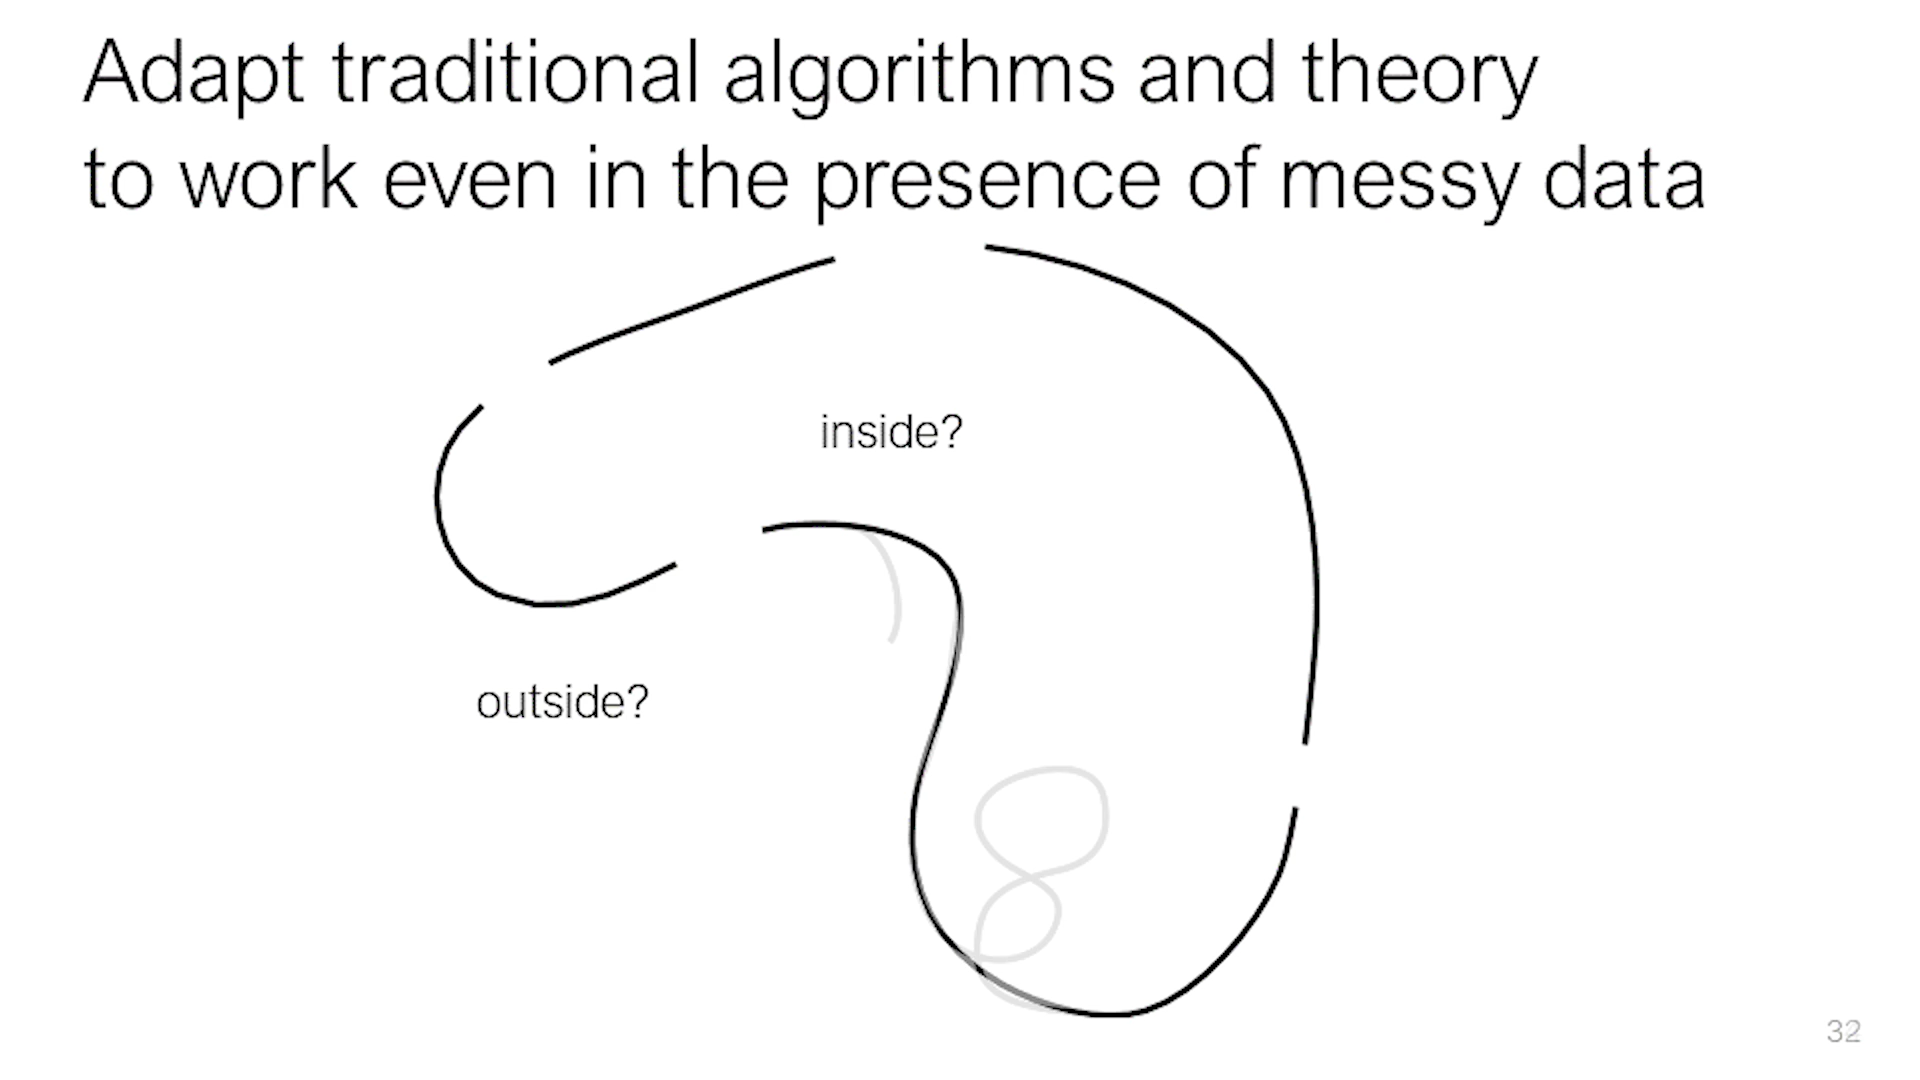 Adapt traditional algorithms and theory
to work even in the presence of messy data
inside?
outside?
32